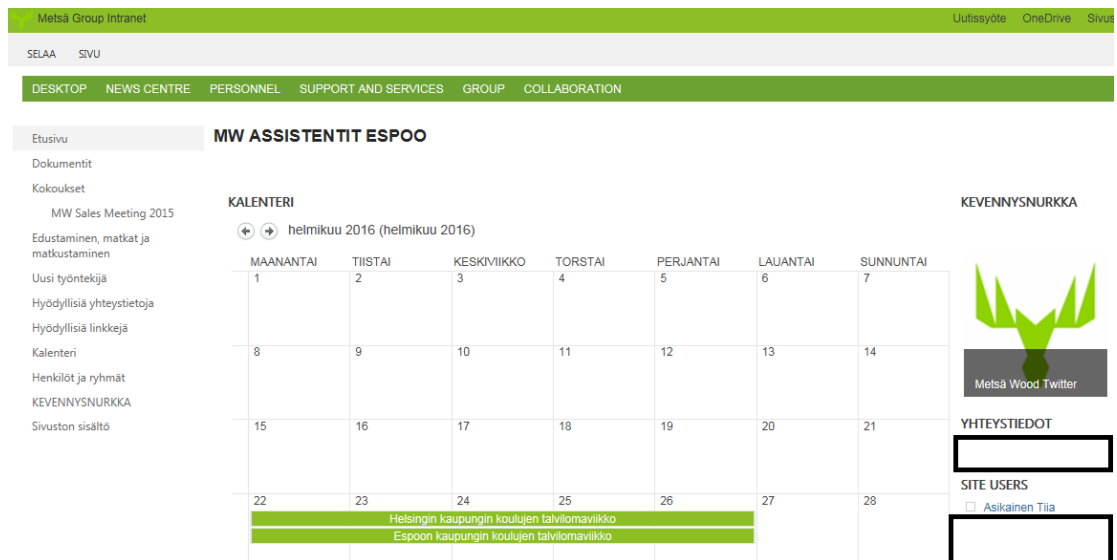 Metsä Group Intranet
Uutissyöte OneDrive Sivus
SELAA SIVU
DESKTOP NEWS CENTRE PERSONNEL SUPPORT AND SERVICES GROUP COLLABORATION
Etusivu
Dokumentit
Kokoukset
MW Sales Meeting 2015
Edustaminen, matkat ja
matkustaminen
Uusi työntekijä
Hyödyllisiä yhteystietoja
Hyödyllisiä linkkejä
Kalenteri
Henkilöt ja ryhmät
KEVENNYSNURKKA
Sivuston sisältö
MW ASSISTENTIT ESPOO
KALENTERI
helmikuu 2016 (helmikuu 2016)
MAANANTAI TIISTAI KESKIVIIKKO TORSTAI PERJANTAI LAUANTAI SUNNUNTAI
1 2 3 4 5 6 7
8 9 10 11 12 13 14
15 16 17 18 19 20 21
22 23 24 25 26 27 28
Helsingin kaupungin koulujen talvilomaviikko
Espoon kaupungin koulujen talvilomaviikko
KEVENNYSNURKKA
Metsä Wood Twitter
YHTEYSTIEDOT
SITE USERS
Asikainen Tiia